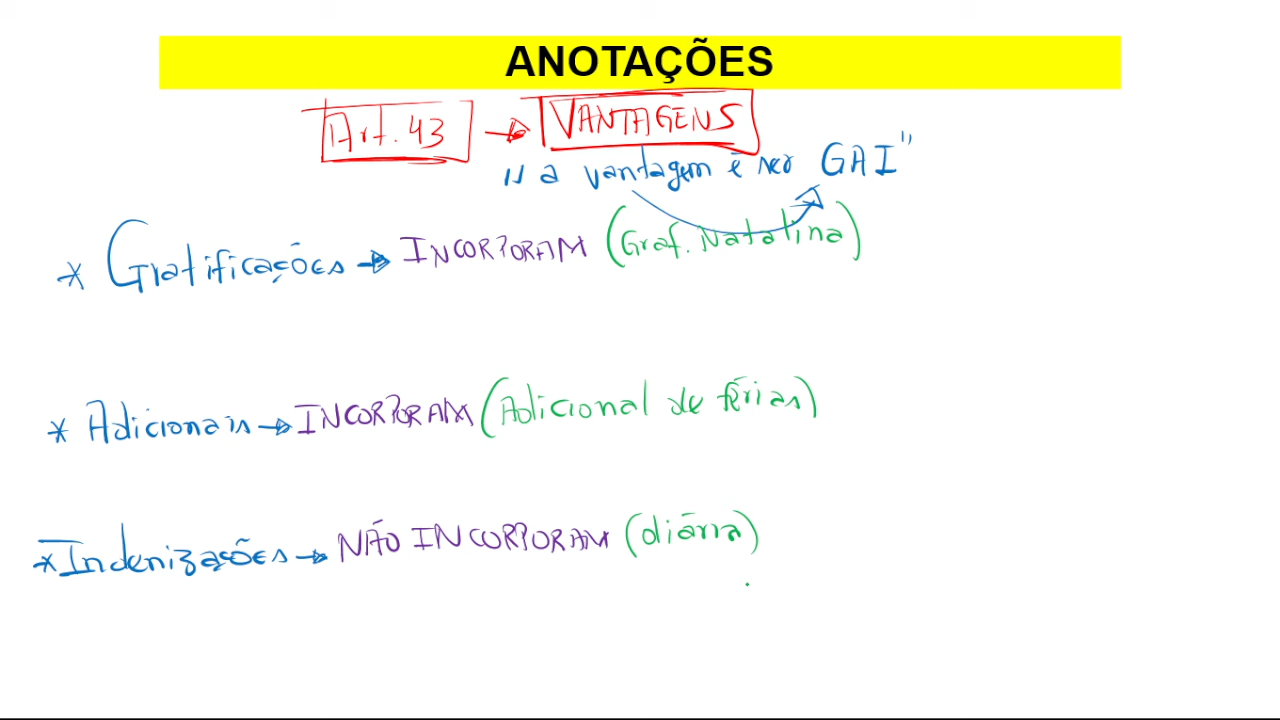 ANOTAÇÕES
Art. 43 → VANTAGENS
"A vantagem é ser GAI"
* Gratificações → INCORPORAM (Graf. Natalina)
* Adicionais → INCORPORAM (Adicional de férias)
* Indenizações → NÃO INCORPORAM (diária)